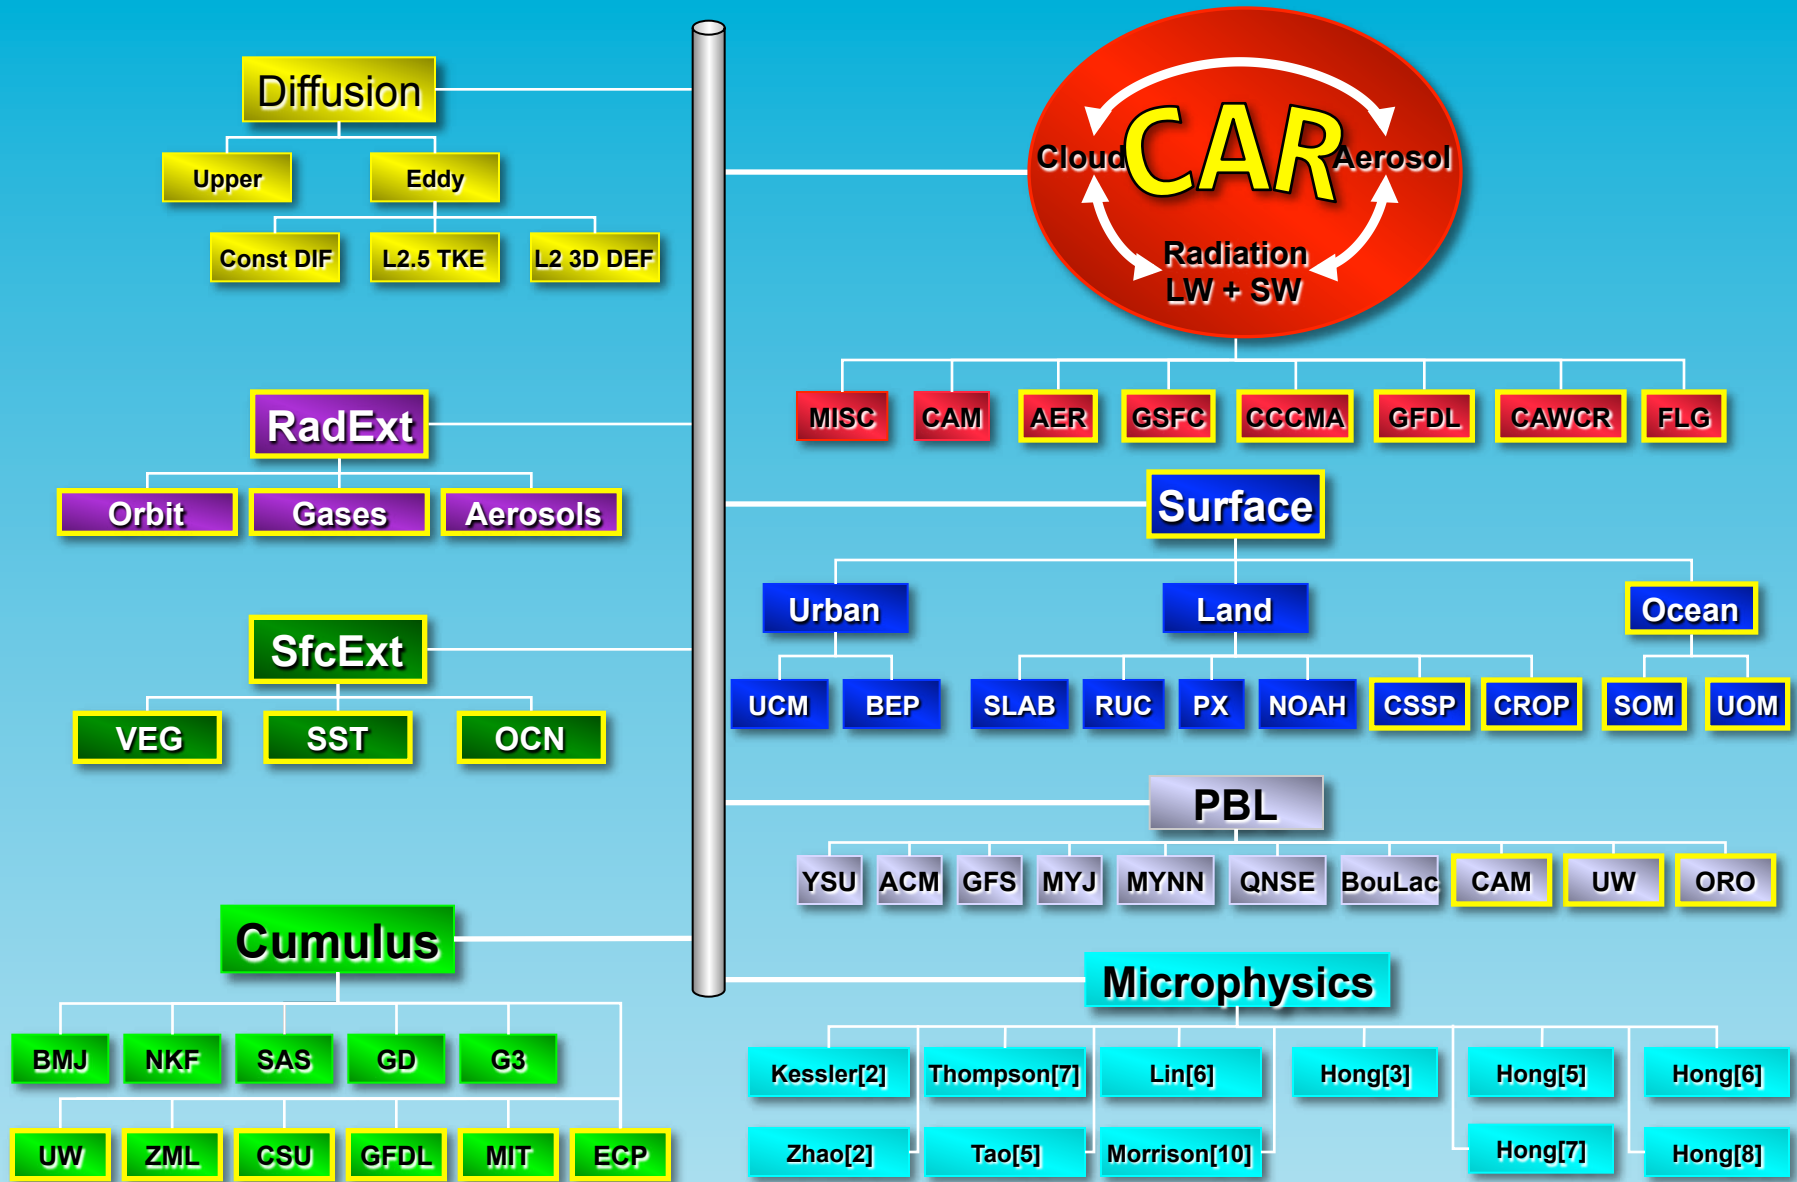 Diffusion
Upper
Eddy
Const DIF
L2.5 TKE
L2 3D DEF
CAR
Cloud
Aerosol
Radiation
LW + SW
MISC
CAM
AER
GSFC
CCCMA
GFDL
CAWCR
FLG
RadExt
Orbit
Gases
Aerosols
Surface
Urban
Land
Ocean
UCM
BEP
SLAB
RUC
PX
NOAH
CSSP
CROP
SOM
UOM
SfcExt
VEG
SST
OCN
PBL
YSU
ACM
GFS
MYJ
MYNN
QNSE
BouLac
CAM
UW
ORO
Cumulus
BMJ
NKF
SAS
GD
G3
UW
ZML
CSU
GFDL
MIT
ECP
Microphysics
Kessler[2]
Thompson[7]
Lin[6]
Hong[3]
Hong[5]
Hong[6]
Zhao[2]
Tao[5]
Morrison[10]
Hong[7]
Hong[8]